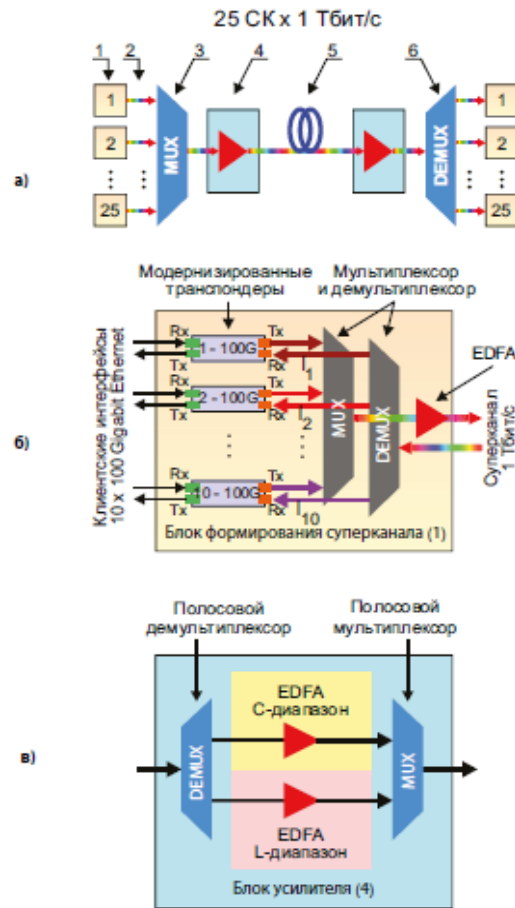 25 СК x 1 Тбит/с
1 2 3 4 5 6
1
2
25
MUX
DEMUX
1
2
25
а)
Модернизированные
транспондеры
Мультиплексор
и демультиплексор
Клиентские интерфейсы
10 x 100 Gigabit Ethernet
Rx
Tx
1 - 100G
Tx
Rx
l1
Rx
Tx
2 - 100G
Tx
Rx
l2
Rx
Tx
10 - 100G
Tx
Rx
l10
MUX
DEMUX
EDFA
Суперканал
1 Тбит/с
Блок формирования суперканала (1)
б)
Полосовой
демультиплексор
Полосовой
мультиплексор
EDFA
C-диапазон
DEMUX
MUX
EDFA
L-диапазон
Блок усилителя (4)
в)